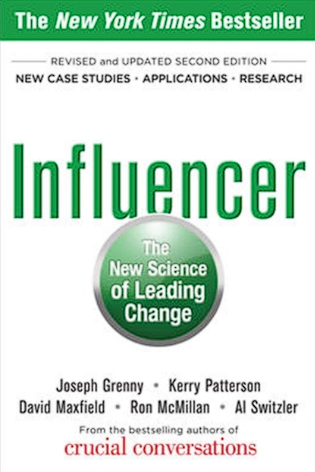 The New York Times Bestseller
REVISED and UPDATED SECOND EDITION
NEW CASE STUDIES • APPLICATIONS • RESEARCH
Influencer
The
New Science
of Leading
Change
Joseph Grenny • Kerry Patterson
David Maxfield • Ron McMillan • Al Switzler
From the bestselling authors of
crucial conversations